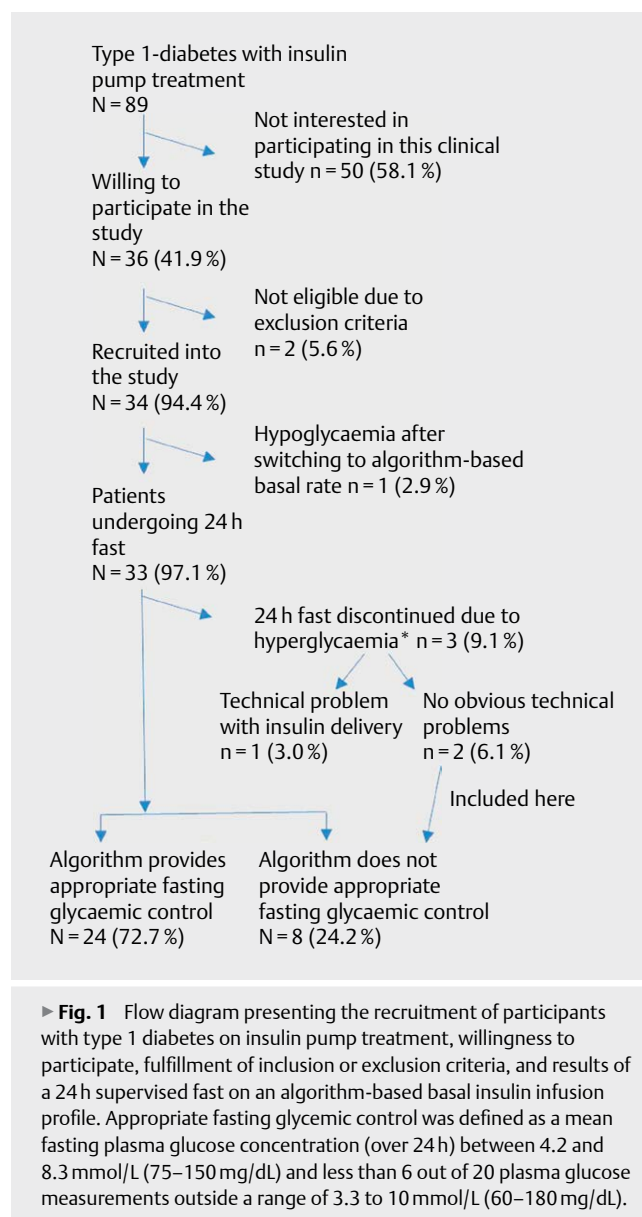 Type 1-diabetes with insulin
pump treatment
N = 89
Not interested in
participating in this clinical
study n = 50 (58.1 %)
Willing to
participate in the
study
N = 36 (41.9 %)
Not eligible due to
exclusion criteria
n = 2 (5.6 %)
Recruited into
the study
N = 34 (94.4 %)
Hypoglycaemia after
switching to algorithm-based
basal rate n = 1 (2.9 %)
Patients
undergoing 24 h
fast
N = 33 (97.1 %)
24 h fast discontinued due to
hyperglycaemia* n = 3 (9.1 %)
Technical problem
with insulin delivery
n = 1 (3.0 %)
No obvious technical
problems
n = 2 (6.1 %)
Included here
Algorithm provides
appropriate fasting
glycaemic control
N = 24 (72.7 %)
Algorithm does not
provide appropriate
fasting glycaemic control
N = 8 (24.2 %)
▶ Fig. 1 Flow diagram presenting the recruitment of participants
with type 1 diabetes on insulin pump treatment, willingness to
participate, fulfillment of inclusion or exclusion criteria, and results of
a 24 h supervised fast on an algorithm-based basal insulin infusion
profile. Appropriate fasting glycemic control was defined as a mean
fasting plasma glucose concentration (over 24 h) between 4.2 and
8.3 mmol/L (75–150 mg/dL) and less than 6 out of 20 plasma glucose
measurements outside a range of 3.3 to 10 mmol/L (60–180 mg/dL).